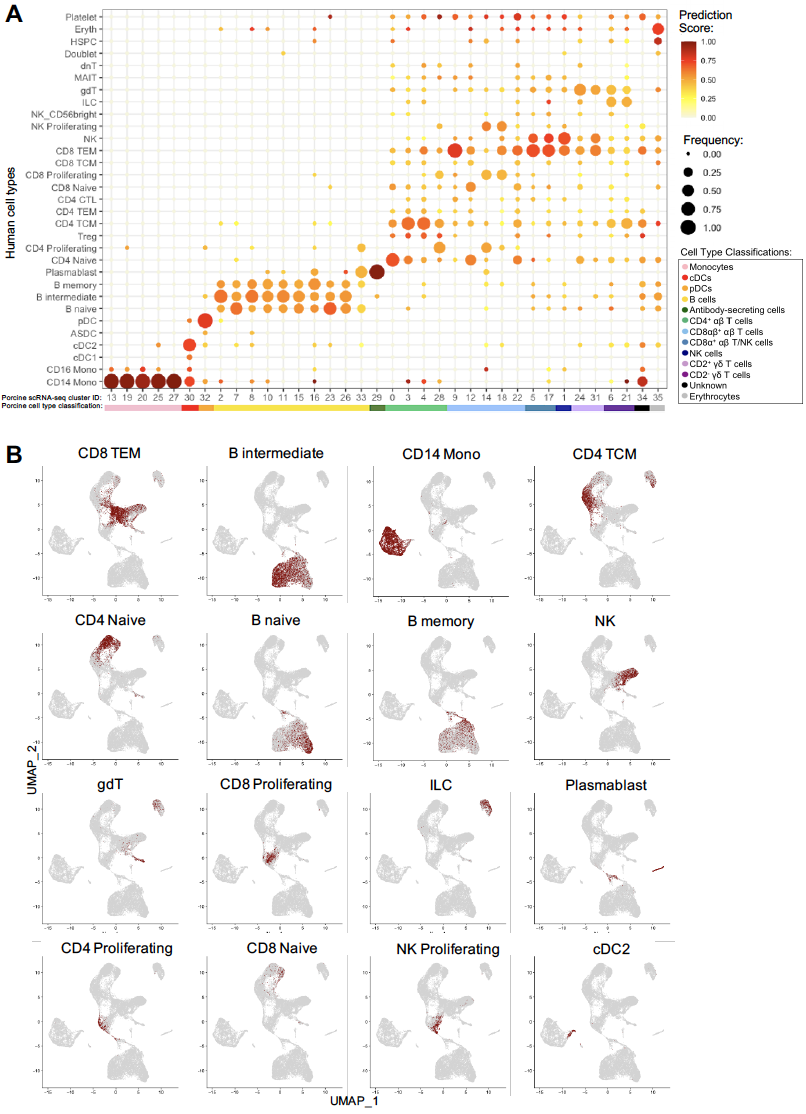 A
Platelet
Eryth
HSPC
Doublet
dnT
MAIT
gdT
ILC
NK_CD56bright
NK Proliferating
NK
CD8 TEM
CD8 TCM
CD8 Proliferating
CD8 Naive
CD4 CTL
CD4 TEM
CD4 TCM
Treg
CD4 Proliferating
CD4 Naive
Plasmablast
B memory
B intermediate
B naive
pDC
ASDC
cDC2
cDC1
CD16 Mono
CD14 Mono
Human cell types
Porcine scRNA-seq cluster ID: 13 19 20 25 27 30 32 2 7 8 10 11 15 16 23 26 33 29 0 3 4 28 9 12 14 18 22 5 17 1 24 31 6 21 34 35
Porcine cell type classification:
Prediction
Score:
1.00
0.75
0.50
0.25
0.00
Frequency:
0.00
0.25
0.50
0.75
1.00
Cell Type Classifications:
Monocytes
cDCs
pDCs
B cells
Antibody-secreting cells
CD4⁺ αβ T cells
CD8αβ⁺ αβ T cells
CD8α⁺ αβ T/NK cells
NK cells
CD2⁺ γδ T cells
CD2⁻ γδ T cells
Unknown
Erythrocytes
B
CD8 TEM
B intermediate
CD14 Mono
CD4 TCM
CD4 Naive
B naive
B memory
NK
gdT
CD8 Proliferating
ILC
Plasmablast
CD4 Proliferating
CD8 Naive
NK Proliferating
cDC2
UMAP_2
UMAP_1